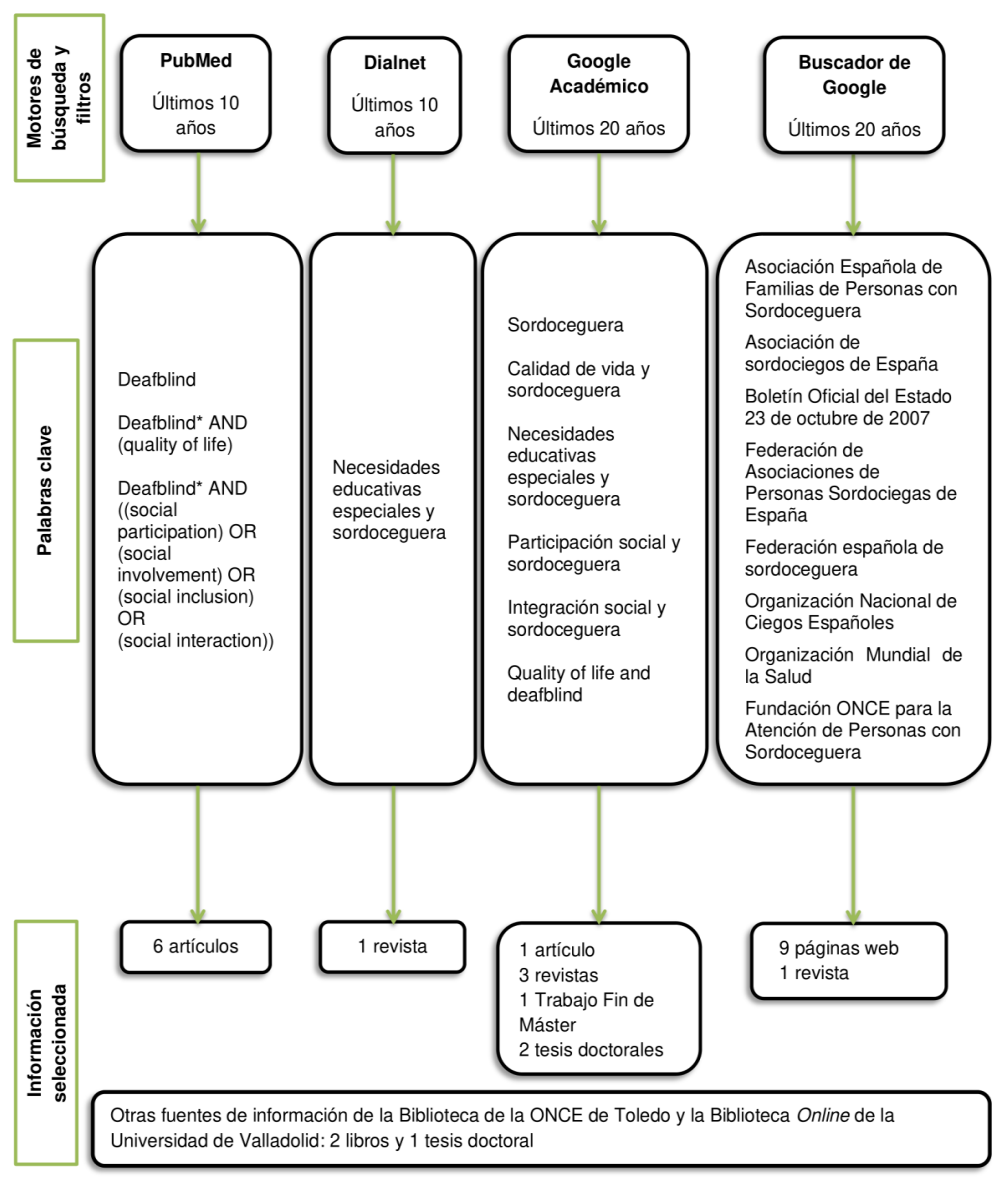 Motores de
búsqueda y
filtros
PubMed
Últimos 10
años
Dialnet
Últimos 10
años
Google
Académico
Últimos 20 años
Buscador de
Google
Últimos 20 años
Palabras clave
Deafblind
Deafblind* AND
(quality of life)
Deafblind* AND
((social
participation) OR
(social
involvement) OR
(social inclusion)
OR
(social interaction))
Necesidades
educativas
especiales y
sordoceguera
Sordoceguera
Calidad de vida y
sordoceguera
Necesidades
educativas
especiales y
sordoceguera
Participación social y
sordoceguera
Integración social y
sordoceguera
Quality of life and
deafblind
Asociación Española de
Familias de Personas con
Sordoceguera
Asociación de
sordociegos de España
Boletín Oficial del Estado
23 de octubre de 2007
Federación de
Asociaciones de
Personas Sordociegas de
España
Federación española de
sordoceguera
Organización Nacional de
Ciegos Españoles
Organización Mundial de
la Salud
Fundación ONCE para la
Atención de Personas con
Sordoceguera
Información
seleccionada
6 artículos
1 revista
1 artículo
3 revistas
1 Trabajo Fin de
Máster
2 tesis doctorales
9 páginas web
1 revista
Otras fuentes de información de la Biblioteca de la ONCE de Toledo y la Biblioteca Online de la
Universidad de Valladolid: 2 libros y 1 tesis doctoral